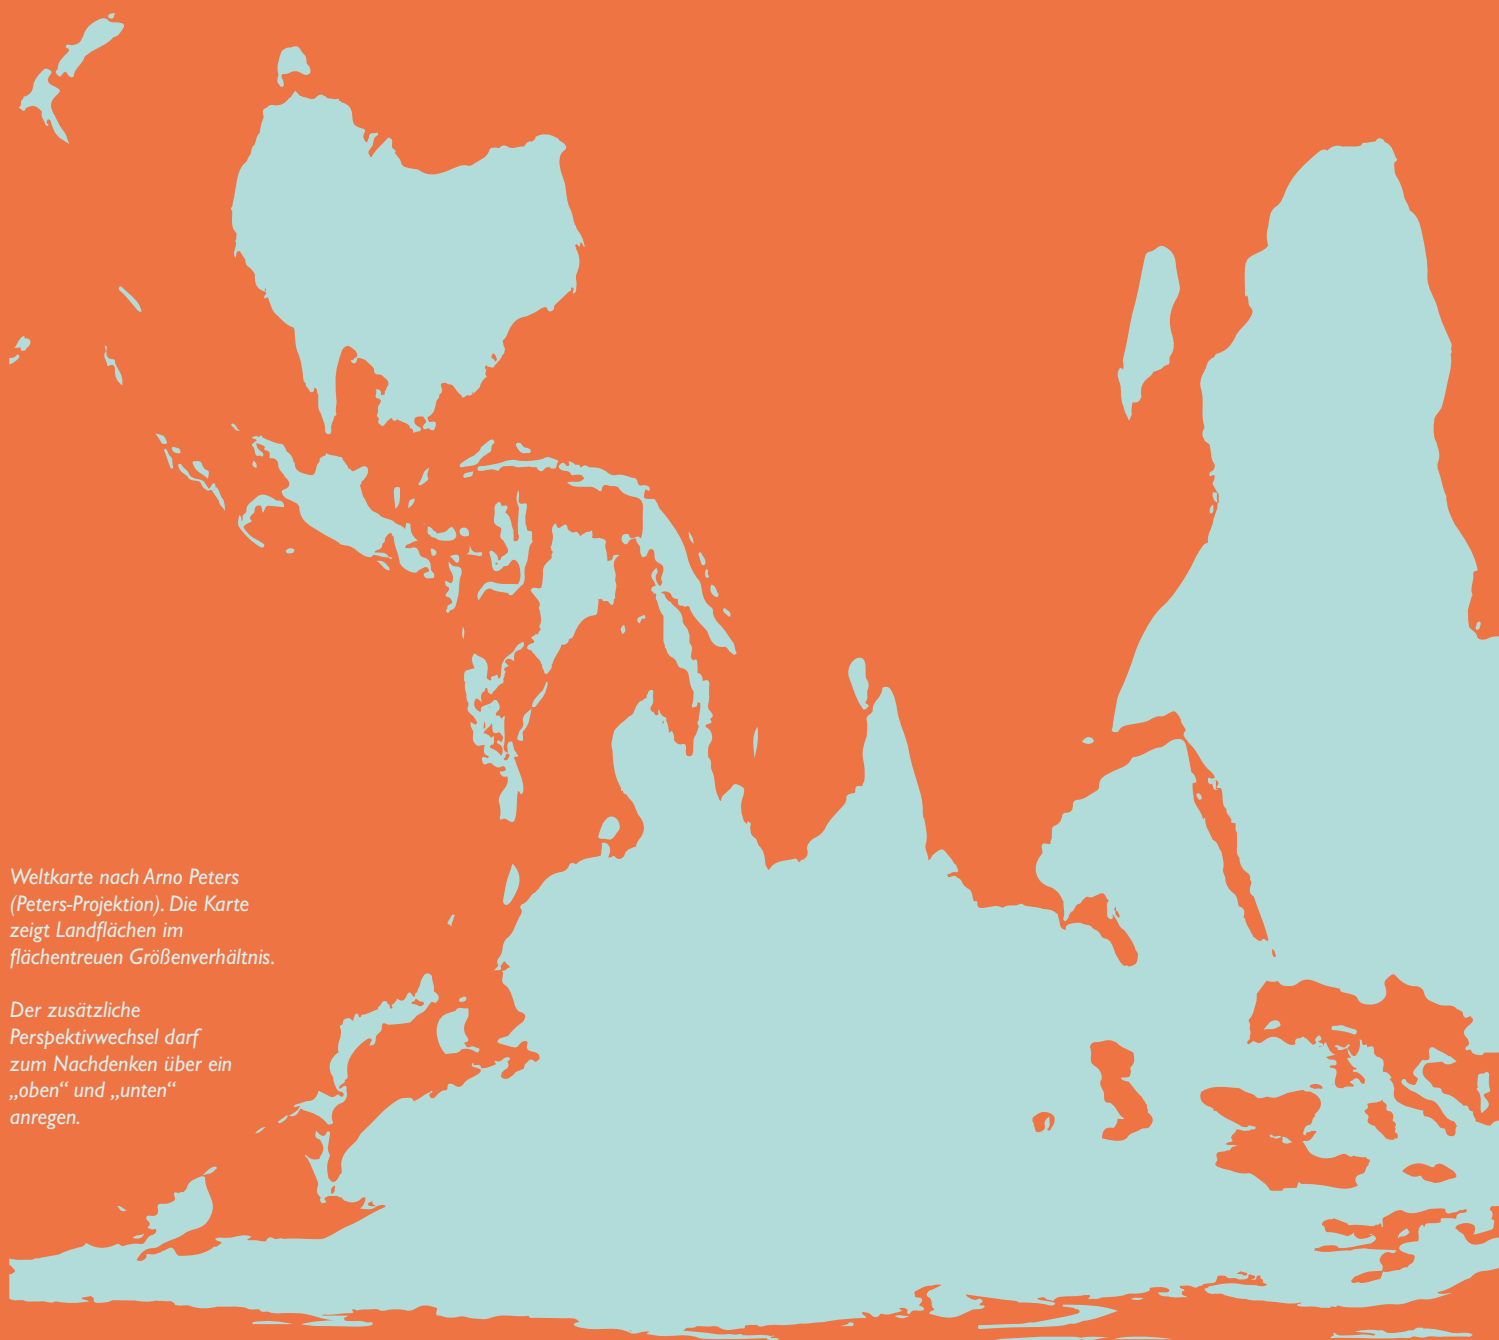 Weltkarte nach Arno Peters
(Peters-Projektion). Die Karte
zeigt Landflächen im
flächentreuen Größenverhältnis.
Der zusätzliche
Perspektivwechsel darf
zum Nachdenken über ein
„oben“ und „unten“
anregen.